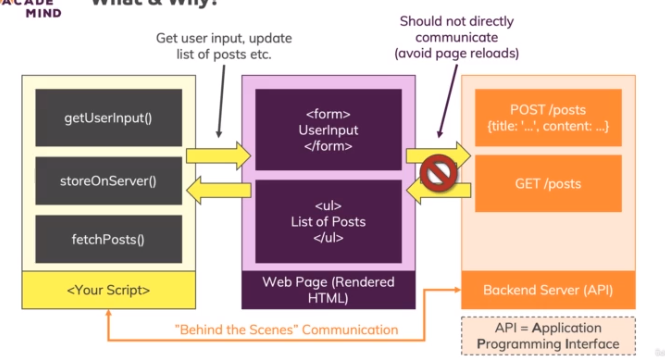 ACADE
MIND
What & Why?
Get user input, update
list of posts etc.
Should not directly
communicate
(avoid page reloads)
getUserInput()
storeOnServer()
fetchPosts()
<Your Script>
<form>
UserInput
</form>
<ul>
List of Posts
</ul>
Web Page (Rendered
HTML)
POST /posts
{title: '...', content: ...}
GET /posts
Backend Server (API)
"Behind the Scenes" Communication
API = Application
Programming Interface